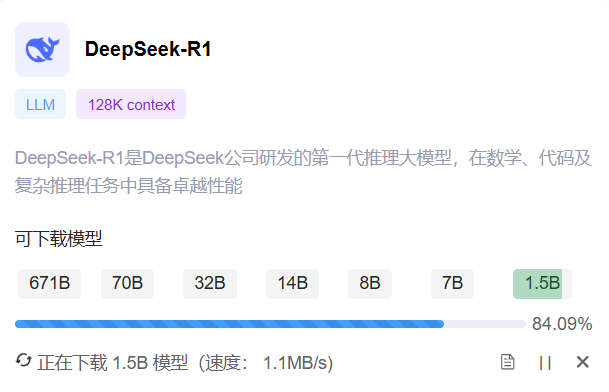 DeepSeek-R1
LLM 128K context
DeepSeek-R1是DeepSeek公司研发的第一代推理大模型，在数学、代码及
复杂推理任务中具备卓越性能
可下载模型
671B 70B 32B 14B 8B 7B 1.5B
84.09%
正在下载 1.5B 模型（速度： 1.1MB/s)